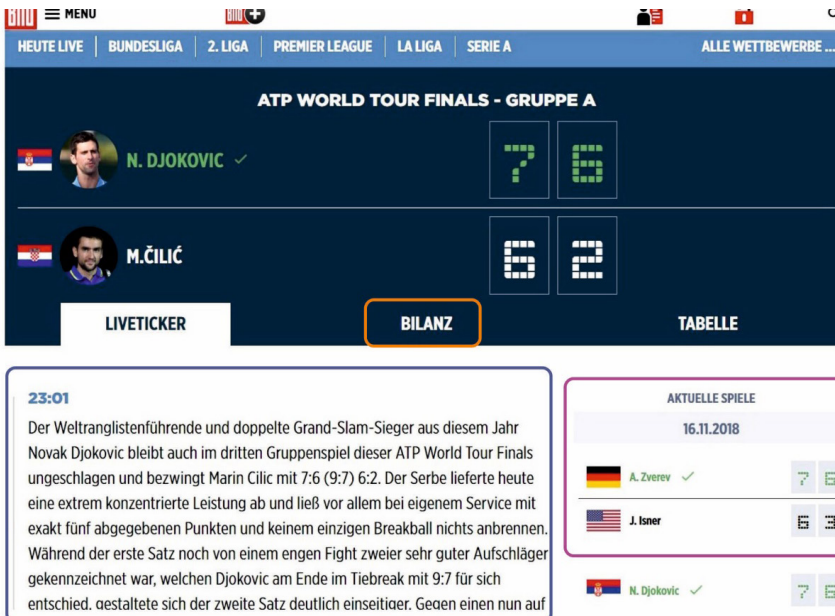 BILD MENU BILD
HEUTE LIVE BUNDESLIGA 2. LIGA PREMIER LEAGUE LA LIGA SERIE A ALLE WETTBEWERBE ...
ATP WORLD TOUR FINALS - GRUPPE A
N. DJOKOVIC 7 6
M.ČILIĆ 6 2
LIVETICKER BILANZ TABELLE
23:01
Der Weltranglistenführende und doppelte Grand-Slam-Sieger aus diesem Jahr
Novak Djokovic bleibt auch im dritten Gruppenspiel dieser ATP World Tour Finals
ungeschlagen und bezwingt Marin Cilic mit 7:6 (9:7) 6:2. Der Serbe lieferte heute
eine extrem konzentrierte Leistung ab und ließ vor allem bei eigenem Service mit
exakt fünf abgegebenen Punkten und keinem einzigen Breakball nichts anbrennen.
Während der erste Satz noch von einem engen Fight zweier sehr guter Aufschläger
gekennzeichnet war, welchen Djokovic am Ende im Tiebreak mit 9:7 für sich
entschied, gestaltete sich der zweite Satz deutlich einseitiger. Gegen einen nun auf
AKTUELLE SPIELE
16.11.2018
A. Zverev 7 6
J. Isner 6 3
N. Djokovic 7 6